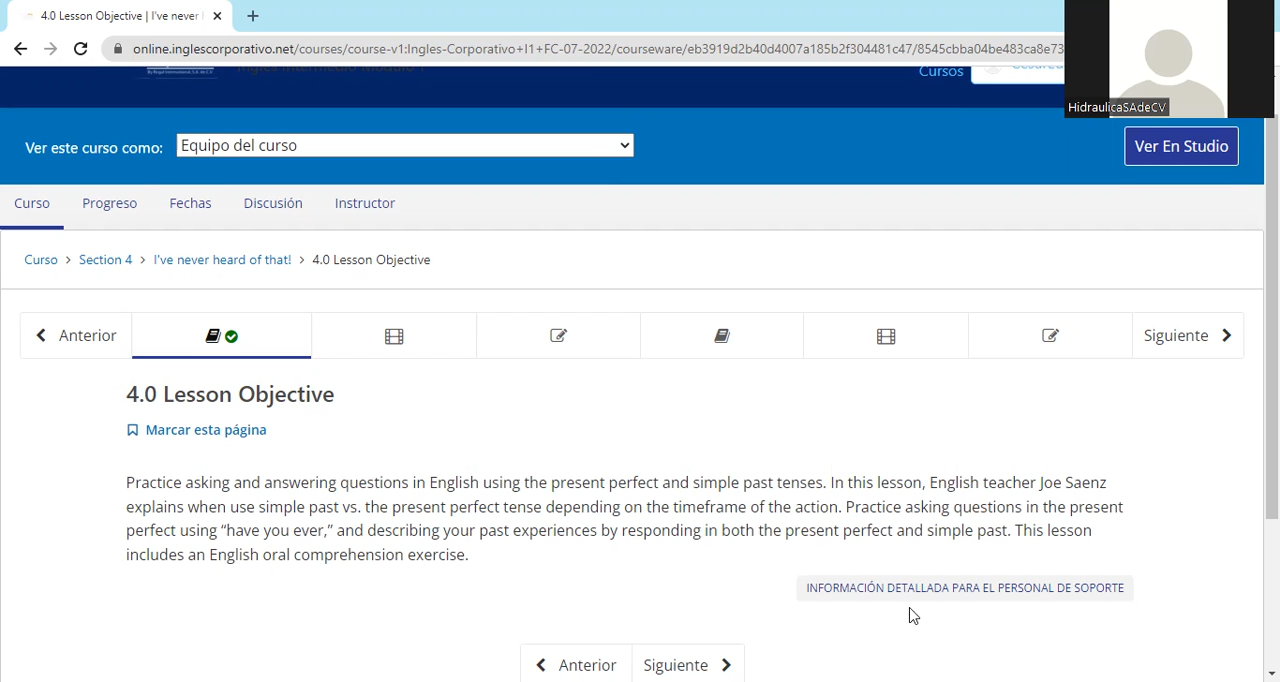 4.0 Lesson Objective | I've never
online.inglescorporativo.net/courses/course-v1:Ingles-Corporativo+I1+FC-07-2022/courseware/eb3919d2b40d4007a185b2f304481c47/8545cbba04be483ca8e73
HidraulicaSAdeCV
Cursos
Ver este curso como:
Equipo del curso
Ver En Studio
Curso
Progreso
Fechas
Discusión
Instructor
Curso > Section 4 > I've never heard of that! > 4.0 Lesson Objective
Anterior
Siguiente
4.0 Lesson Objective
Marcar esta página
Practice asking and answering questions in English using the present perfect and simple past tenses. In this lesson, English teacher Joe Saenz
explains when use simple past vs. the present perfect tense depending on the timeframe of the action. Practice asking questions in the present
perfect using “have you ever,” and describing your past experiences by responding in both the present perfect and simple past. This lesson
includes an English oral comprehension exercise.
INFORMACIÓN DETALLADA PARA EL PERSONAL DE SOPORTE
Anterior
Siguiente